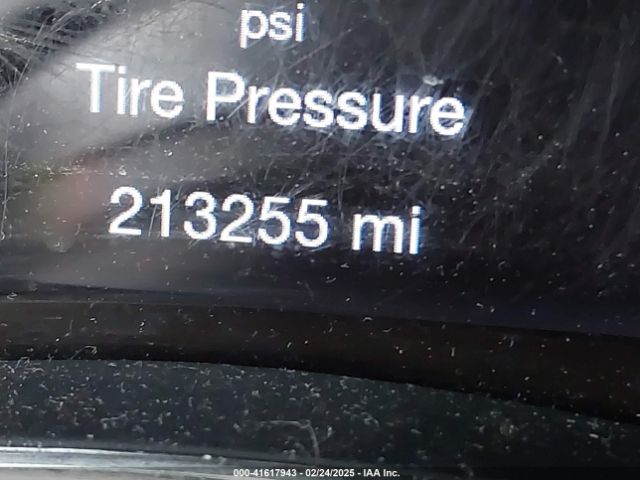 psi
Tire Pressure
213255 mi
000-41617943 - 02/24/2025 - IAA Inc.